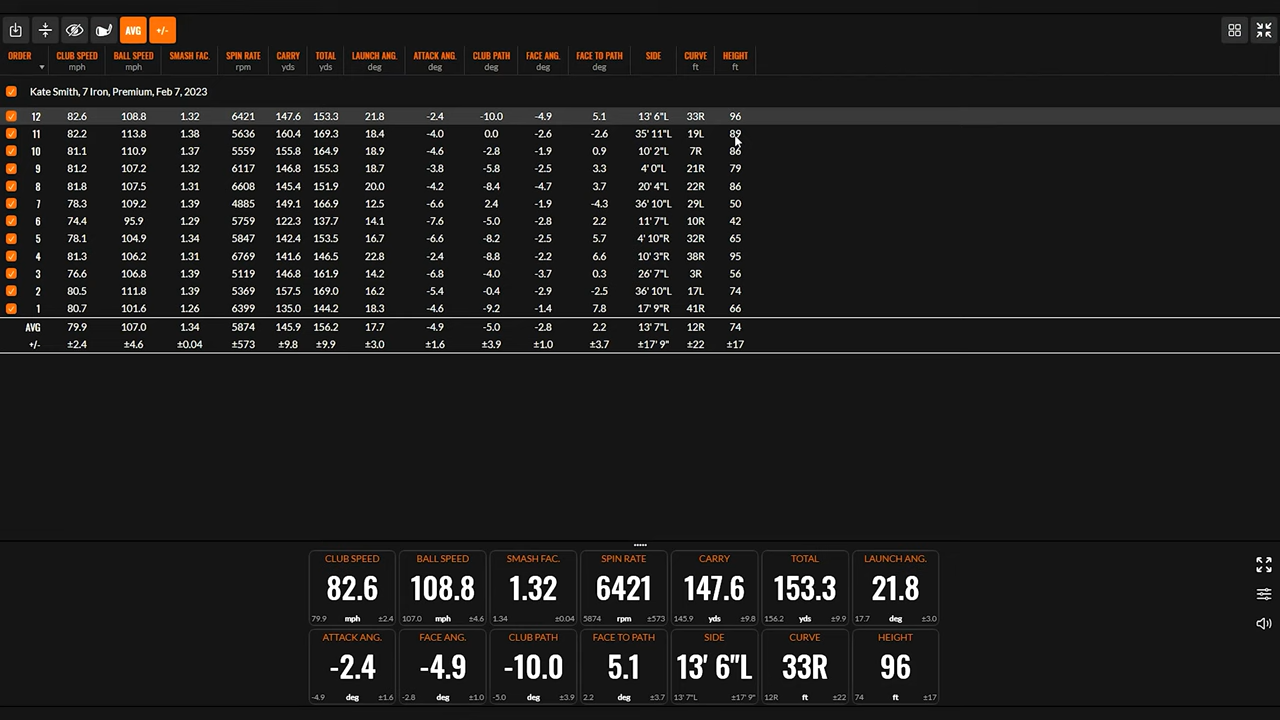 AVG +/-
ORDER CLUB SPEED BALL SPEED SMASH FAC. SPIN RATE CARRY TOTAL LAUNCH ANG. ATTACK ANG. CLUB PATH FACE ANG. FACE TO PATH SIDE CURVE HEIGHT
mph mph rpm yds yds deg deg deg deg deg ft ft
Kate Smith, 7 Iron, Premium, Feb 7, 2023
12 82.6 108.8 1.32 6421 147.6 153.3 21.8 -2.4 -10.0 -4.9 5.1 13' 6"L 33R 96
11 82.2 113.8 1.38 5636 160.4 169.3 18.4 -4.0 0.0 -2.6 -2.6 35' 11"L 19L 89
10 81.1 110.9 1.37 5559 155.8 164.9 18.9 -4.6 -2.8 -1.9 0.9 10' 2"L 7R 86
9 81.2 107.2 1.32 6117 146.8 155.3 18.7 -3.8 -5.8 -2.5 3.3 4' 0"L 21R 79
8 81.8 107.5 1.31 6608 145.4 151.9 20.0 -4.2 -8.4 -4.7 3.7 20' 4"L 22R 86
7 78.3 109.2 1.39 4885 149.1 166.9 12.5 -6.6 2.4 -1.9 -4.3 36' 10"L 29L 50
6 74.4 95.9 1.29 5759 122.3 137.7 14.1 -7.6 -5.0 -2.8 2.2 11' 7"L 10R 42
5 78.1 104.9 1.34 5847 142.4 153.5 16.7 -6.6 -8.2 -2.5 5.7 4' 10"R 32R 65
4 81.3 106.2 1.31 6769 141.6 146.5 22.8 -2.4 -8.8 -2.2 6.6 10' 3"R 38R 95
3 76.6 106.8 1.39 5119 146.8 161.9 14.2 -6.8 -4.0 -3.7 0.3 26' 7"L 3R 56
2 80.5 111.8 1.39 5369 157.5 169.0 16.2 -5.4 -0.4 -2.9 -2.5 36' 10"L 17L 74
1 80.7 101.6 1.26 6399 135.0 144.2 18.3 -4.6 -9.2 -1.4 7.8 17' 9"R 41R 66
AVG 79.9 107.0 1.34 5874 145.9 156.2 17.7 -4.9 -5.0 -2.8 2.2 13' 7"L 12R 74
+/- ±2.4 ±4.6 ±0.04 ±573 ±9.8 ±9.9 ±3.0 ±1.6 ±3.9 ±1.0 ±3.7 ±17' 9" ±22 ±17
CLUB SPEED BALL SPEED SMASH FAC. SPIN RATE CARRY TOTAL LAUNCH ANG.
82.6 108.8 1.32 6421 147.6 153.3 21.8
79.9 mph ±2.4 107.0 mph ±4.6 1.34 ±0.04 5874 rpm ±573 145.9 yds ±9.8 156.2 yds ±9.9 17.7 deg ±3.0
ATTACK ANG. FACE ANG. CLUB PATH FACE TO PATH SIDE CURVE HEIGHT
-2.4 -4.9 -10.0 5.1 13' 6"L 33R 96
-4.9 deg ±1.6 -2.8 deg ±1.0 -5.0 deg ±3.9 2.2 deg ±3.7 13' 7"L ±17' 9" 12R ft ±22 74 ft ±17